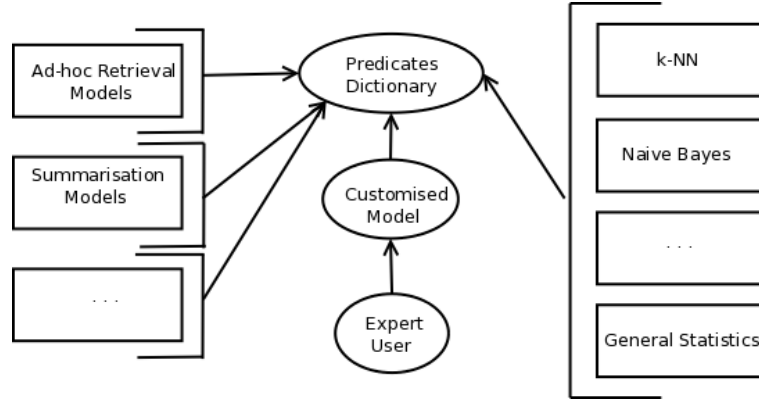 Ad-hoc Retrieval
Models
Summarisation
Models
. . .
Predicates
Dictionary
Customised
Model
Expert
User
k-NN
Naive Bayes
. . .
General Statistics